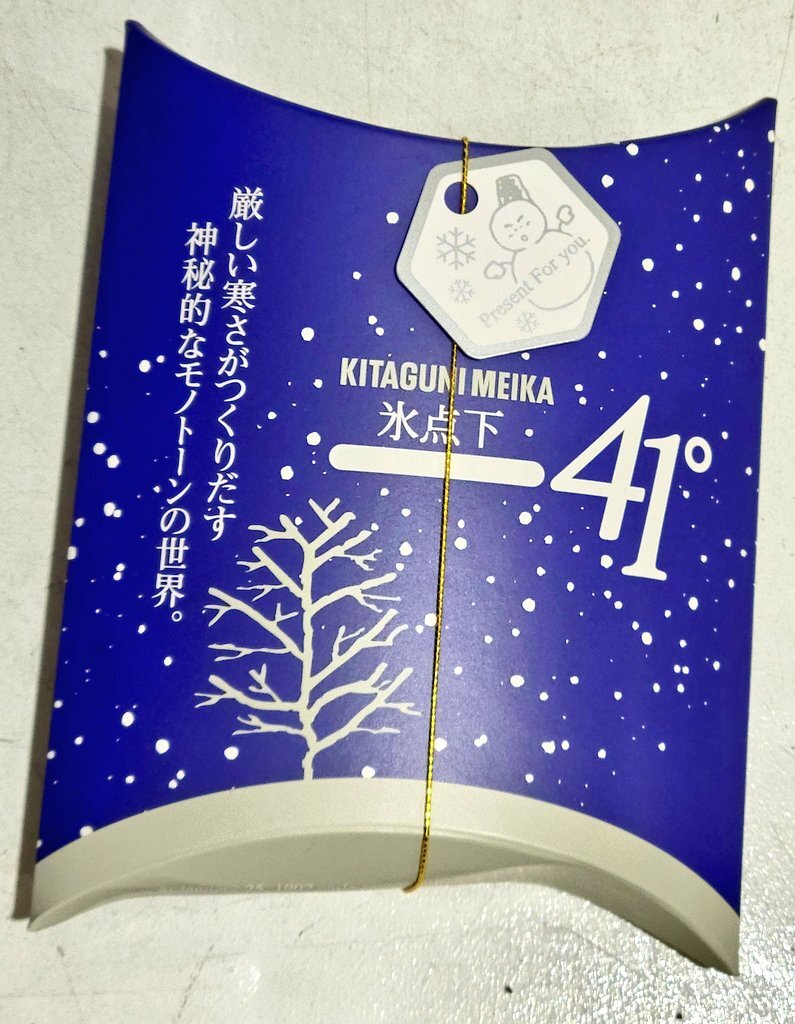 厳しい寒さがつくりだす
神秘的なモノトーンの世界。
Present For you.
KITAGUNI MEIKA
氷点下
-41°